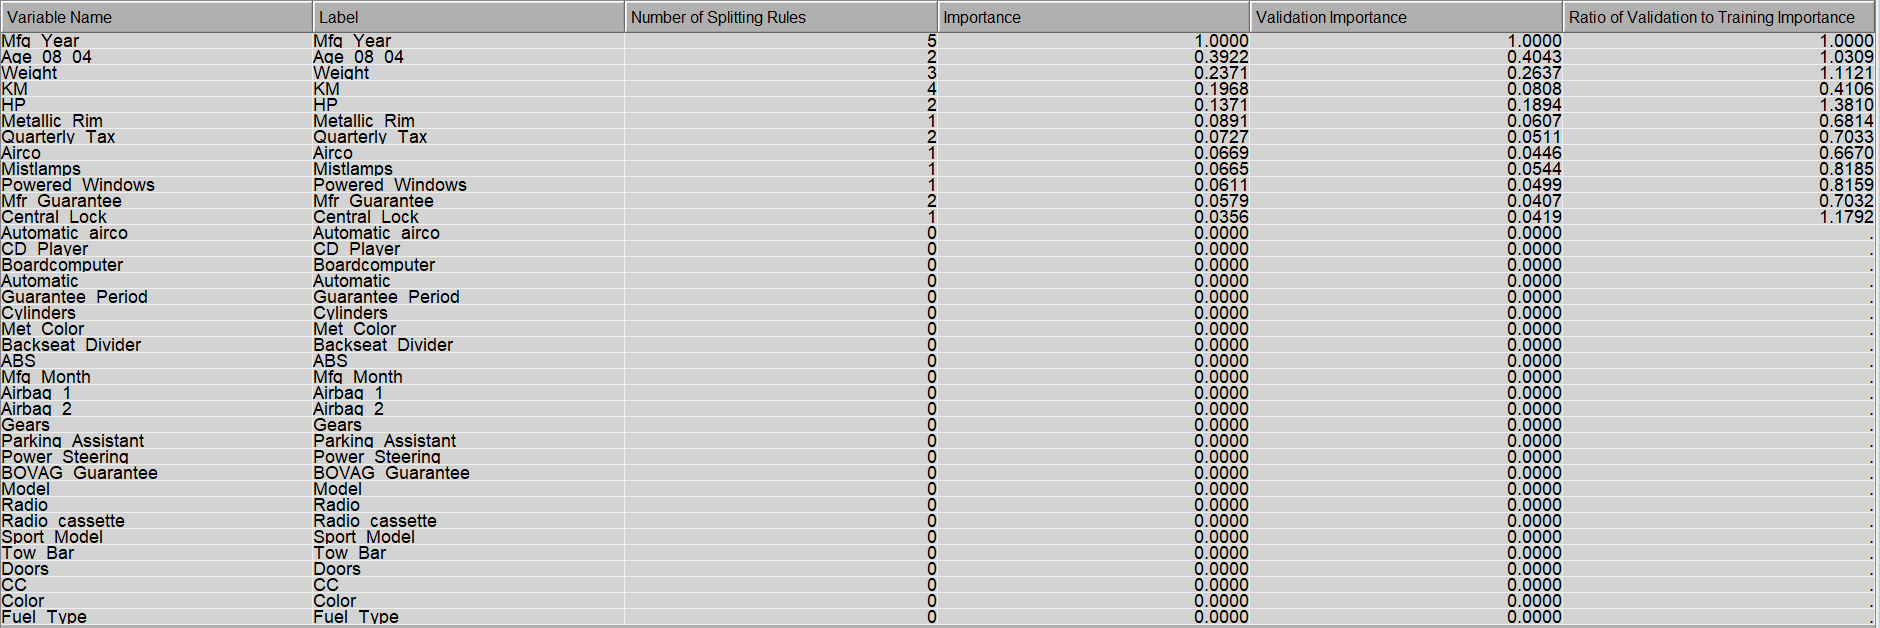 Variable Name Label Number of Splitting Rules Importance Validation Importance Ratio of Validation to Training Importance
Mfg_Year Mfg_Year 5 1.0000 1.0000 1.0000
Age_08_04 Age_08_04 2 0.3922 0.4043 1.0309
Weight Weight 3 0.2371 0.2637 1.1121
KM KM 4 0.1968 0.0808 0.4106
HP HP 2 0.1371 0.1894 1.3810
Metallic_Rim Metallic_Rim 1 0.0891 0.0607 0.6814
Quarterly_Tax Quarterly_Tax 2 0.0727 0.0511 0.7033
Airco Airco 1 0.0669 0.0446 0.6670
Mistlamps Mistlamps 1 0.0665 0.0544 0.8185
Powered_Windows Powered_Windows 1 0.0611 0.0499 0.8159
Mfr_Guarantee Mfr_Guarantee 2 0.0579 0.0407 0.7032
Central_Lock Central_Lock 1 0.0356 0.0419 1.1792
Automatic_airco Automatic_airco 0 0.0000 0.0000 .
CD_Player CD_Player 0 0.0000 0.0000 .
Boardcomputer Boardcomputer 0 0.0000 0.0000 .
Automatic Automatic 0 0.0000 0.0000 .
Guarantee_Period Guarantee_Period 0 0.0000 0.0000 .
Cylinders Cylinders 0 0.0000 0.0000 .
Met_Color Met_Color 0 0.0000 0.0000 .
Backseat_Divider Backseat_Divider 0 0.0000 0.0000 .
ABS ABS 0 0.0000 0.0000 .
Mfg_Month Mfg_Month 0 0.0000 0.0000 .
Airbag_1 Airbag_1 0 0.0000 0.0000 .
Airbag_2 Airbag_2 0 0.0000 0.0000 .
Gears Gears 0 0.0000 0.0000 .
Parking_Assistant Parking_Assistant 0 0.0000 0.0000 .
Power_Steering Power_Steering 0 0.0000 0.0000 .
BOVAG_Guarantee BOVAG_Guarantee 0 0.0000 0.0000 .
Model Model 0 0.0000 0.0000 .
Radio Radio 0 0.0000 0.0000 .
Radio_cassette Radio_cassette 0 0.0000 0.0000 .
Sport_Model Sport_Model 0 0.0000 0.0000 .
Tow_Bar Tow_Bar 0 0.0000 0.0000 .
Doors Doors 0 0.0000 0.0000 .
CC CC 0 0.0000 0.0000 .
Color Color 0 0.0000 0.0000 .
Fuel_Type Fuel_Type 0 0.0000 0.0000 .